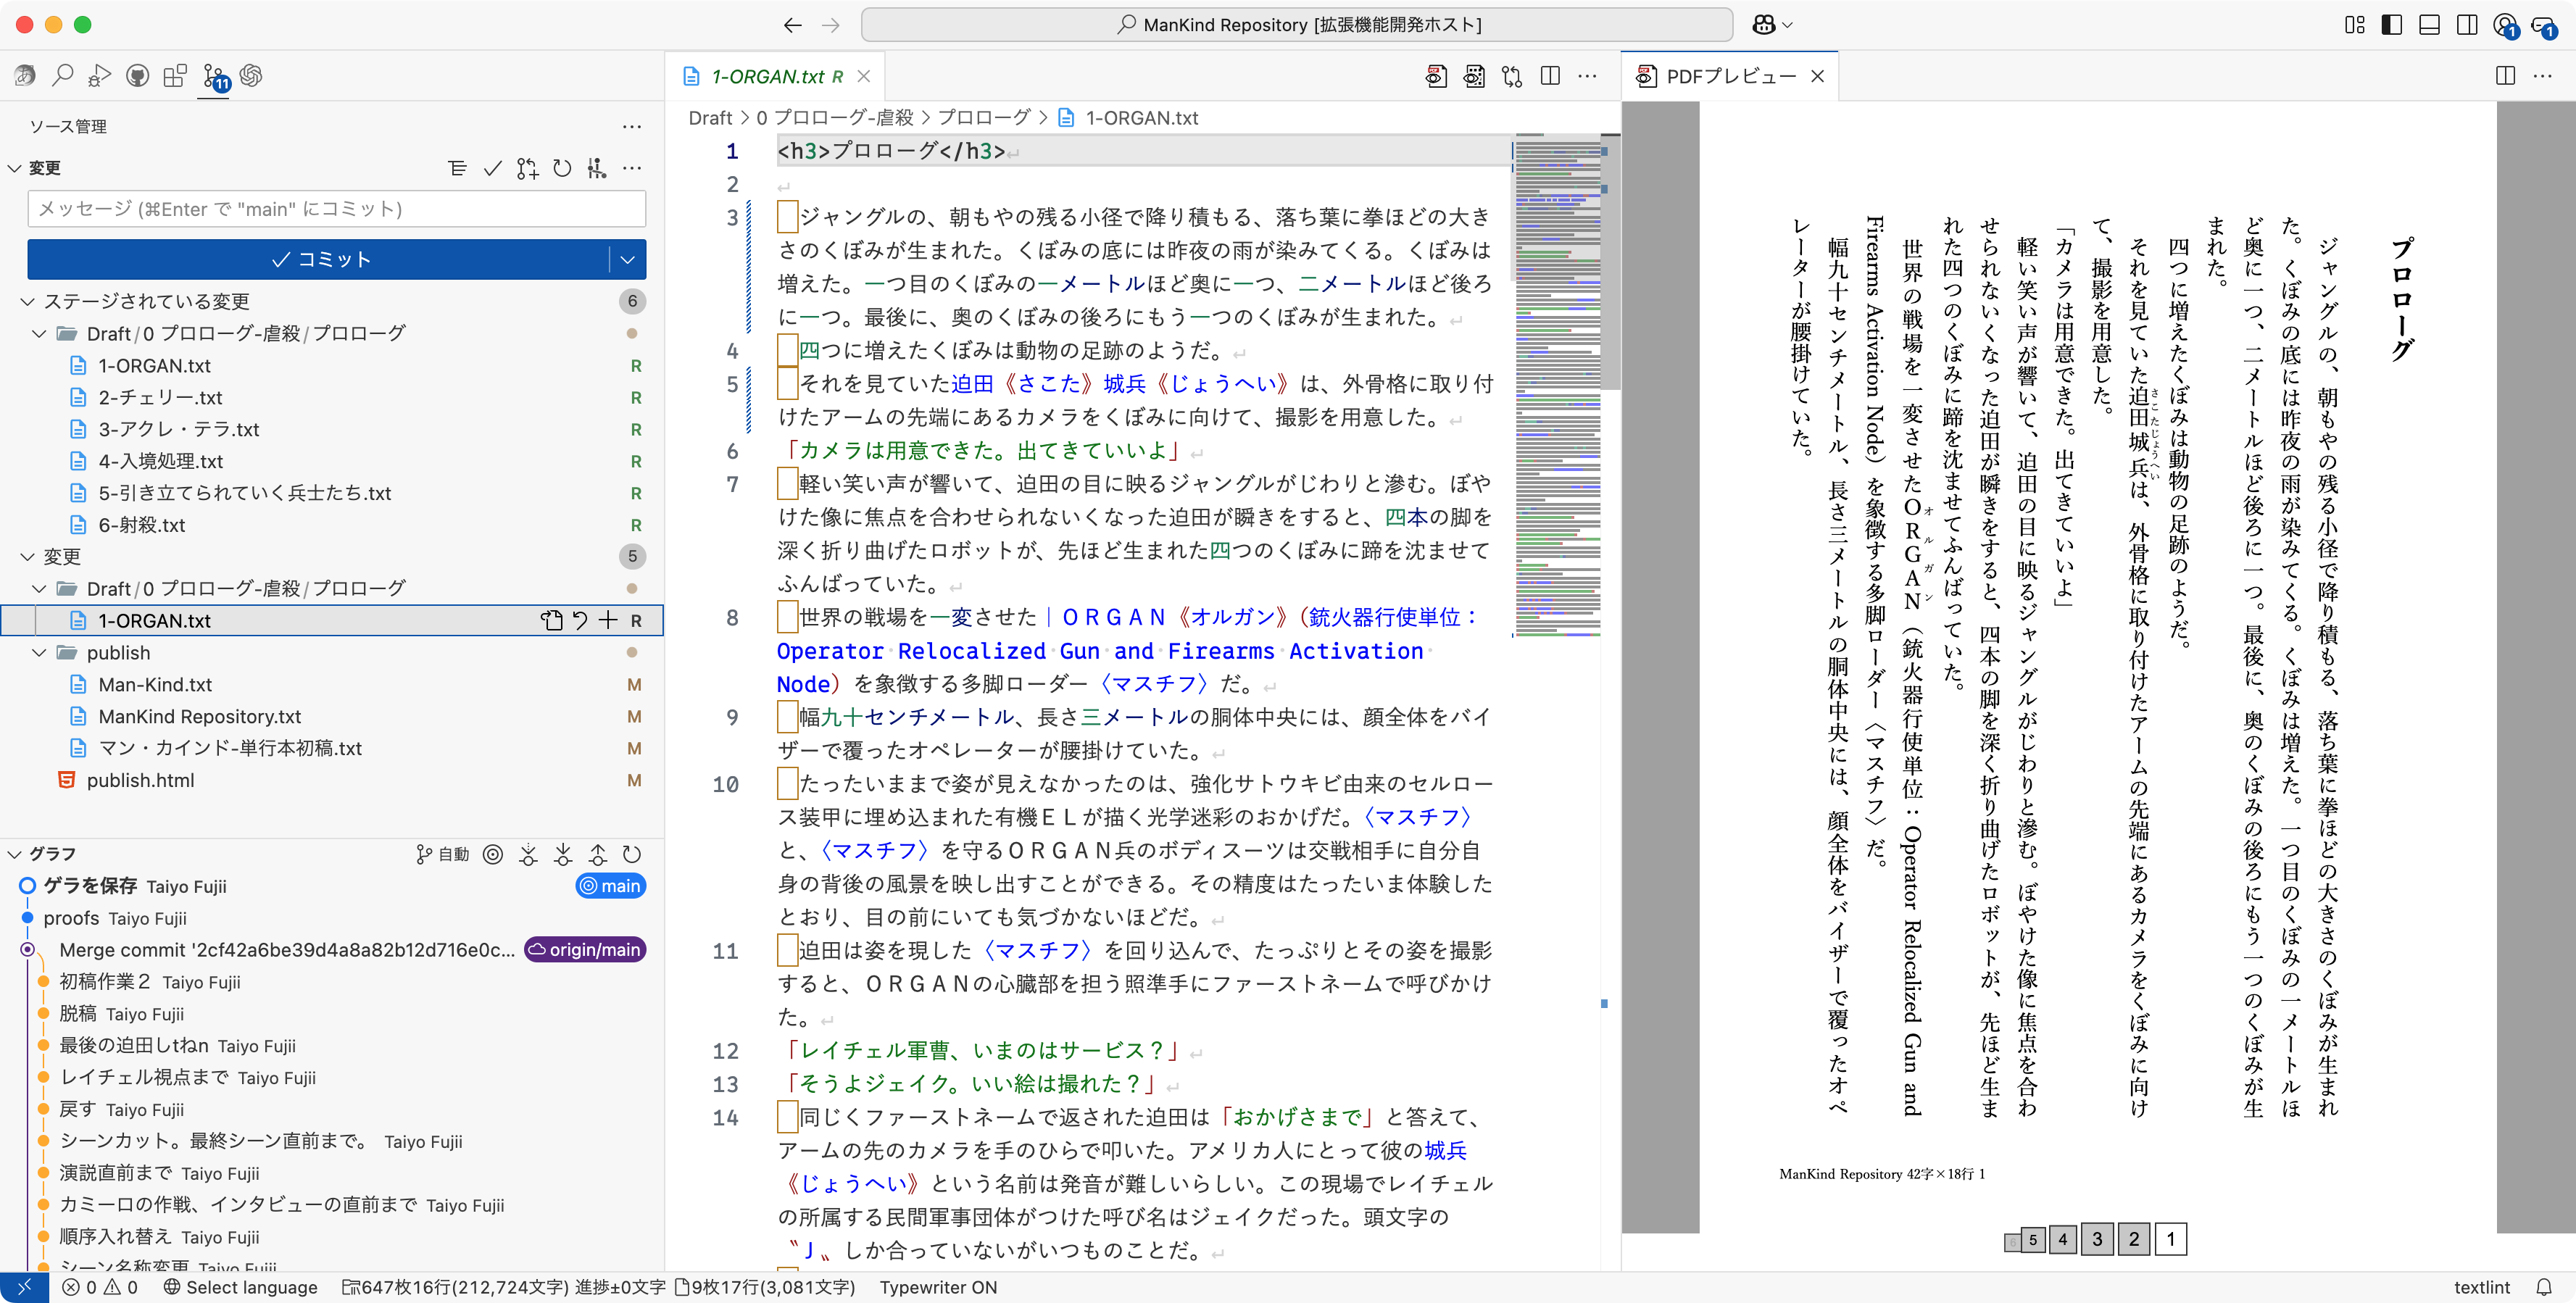 ManKind Repository [拡張機能開発ホスト]
1
1
11
ソース管理
変更
メッセージ (⌘Enter で "main" にコミット)
コミット
ステージされている変更 6
Draft/0 プロローグ-虐殺/プロローグ
1-ORGAN.txt R
2-チェリー.txt R
3-アクレ・テラ.txt R
4-入境処理.txt R
5-引き立てられていく兵士たち.txt R
6-射殺.txt R
変更 5
Draft/0 プロローグ-虐殺/プロローグ
1-ORGAN.txt R
publish
Man-Kind.txt M
ManKind Repository.txt M
マン・カインド-単行本初稿.txt M
publish.html M
グラフ 自動
ゲラを保存 Taiyo Fujii main
proofs Taiyo Fujii
Merge commit '2cf42a6be39d4a8a82b12d716e0c... origin/main
初稿作業２ Taiyo Fujii
脱稿 Taiyo Fujii
最後の迫田しtねn Taiyo Fujii
レイチェル視点まで Taiyo Fujii
戻す Taiyo Fujii
シーンカット。最終シーン直前まで。 Taiyo Fujii
演説直前まで Taiyo Fujii
カミーロの作戦、インタビューの直前まで Taiyo Fujii
順序入れ替え Taiyo Fujii
シーン名称変更 Taiyo Fujii
1-ORGAN.txt R
Draft > 0 プロローグ-虐殺 > プロローグ > 1-ORGAN.txt
1 <h3>プロローグ</h3>
2
3 ジャングルの、朝もやの残る小径で降り積もる、落ち葉に拳ほどの大き
さのくぼみが生まれた。くぼみの底には昨夜の雨が染みてくる。くぼみは
増えた。一つ目のくぼみの一メートルほど奥に一つ、二メートルほど後ろ
に一つ。最後に、奥のくぼみの後ろにもう一つのくぼみが生まれた。
4 四つに増えたくぼみは動物の足跡のようだ。
5 それを見ていた迫田《さこた》城兵《じょうへい》は、外骨格に取り付
けたアームの先端にあるカメラをくぼみに向けて、撮影を用意した。
6 「カメラは用意できた。出てきていいよ」
7 軽い笑い声が響いて、迫田の目に映るジャングルがじわりと滲む。ぼや
けた像に焦点を合わせられないくなった迫田が瞬きをすると、四本の脚を
深く折り曲げたロボットが、先ほど生まれた四つのくぼみに蹄を沈ませて
ふんばっていた。
8 世界の戦場を一変させた｜ＯＲＧＡＮ《オルガン》（銃火器行使単位：
Operator Relocalized Gun and Firearms Activation
Node）を象徴する多脚ローダー〈マスチフ〉だ。
9 幅九十センチメートル、長さ三メートルの胴体中央には、顔全体をバイ
ザーで覆ったオペレーターが腰掛けていた。
10 たったいままで姿が見えなかったのは、強化サトウキビ由来のセルロー
ス装甲に埋め込まれた有機ＥＬが描く光学迷彩のおかげだ。〈マスチフ〉
と、〈マスチフ〉を守るＯＲＧＡＮ兵のボディスーツは交戦相手に自分自
身の背後の風景を映し出すことができる。その精度はたったいま体験した
とおり、目の前にいても気づかないほどだ。
11 迫田は姿を現した〈マスチフ〉を回り込んで、たっぷりとその姿を撮影
すると、ＯＲＧＡＮの心臓部を担う照準手にファーストネームで呼びかけ
た。
12 「レイチェル軍曹、いまのはサービス？」
13 「そうよジェイク。いい絵は撮れた？」
14 同じくファーストネームで返された迫田は「おかげさまで」と答えて、
アームの先のカメラを手のひらで叩いた。アメリカ人にとって彼の城兵
《じょうへい》という名前は発音が難しいらしい。この現場でレイチェル
の所属する民間軍事団体がつけた呼び名はジェイクだった。頭文字の
〝Ｊ〟しか合っていないがいつものことだ。
PDFプレビュー
プロローグ
ジャングルの、朝もやの残る小径で降り積もる、落ち葉に拳ほどの大きさのくぼみが生まれ
た。くぼみの底には昨夜の雨が染みてくる。くぼみは増えた。一つ目のくぼみの一メートルほ
ど奥に一つ、二メートルほど後ろに一つ。最後に、奥のくぼみの後ろにもう一つのくぼみが生
まれた。
四つに増えたくぼみは動物の足跡のようだ。
それを見ていた迫田城兵は、外骨格に取り付けたアームの先端にあるカメラをくぼみに向け
さこたじょうへい
て、撮影を用意した。
「カメラは用意できた。出てきていいよ」
軽い笑い声が響いて、迫田の目に映るジャングルがじわりと滲む。ぼやけた像に焦点を合わ
せられないくなった迫田が瞬きをすると、四本の脚を深く折り曲げたロボットが、先ほど生ま
れた四つのくぼみに蹄を沈ませてふんばっていた。
世界の戦場を一変させたＯＲＧＡＮ（銃火器行使単位：Operator Relocalized Gun and
オルガン
Firearms Activation Node）を象徴する多脚ローダー〈マスチフ〉だ。
幅九十センチメートル、長さ三メートルの胴体中央には、顔全体をバイザーで覆ったオペ
レーターが腰掛けていた。
ManKind Repository 42字×18行 1
5 4 3 2 1
0 0 Select language 647枚16行(212,724文字) 進捗±0文字 9枚17行(3,081文字) Typewriter ON textlint